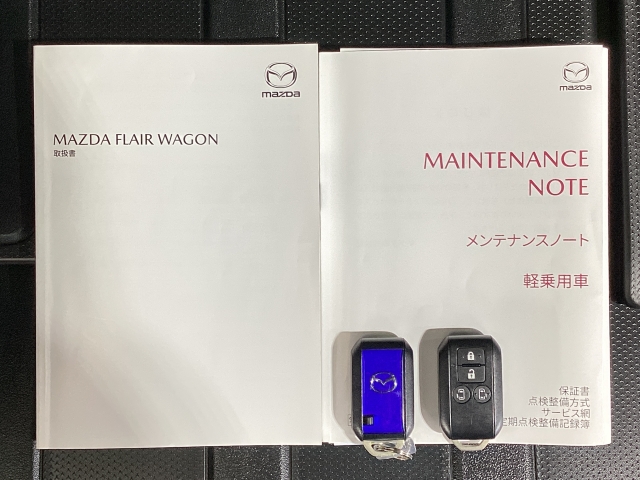 mazda
MAZDA FLAIR WAGON
取扱書
mazda
MAINTENANCE
NOTE
メンテナンスノート
軽乗用車
保証書
点検整備方式
サービス網
定期点検整備記録簿